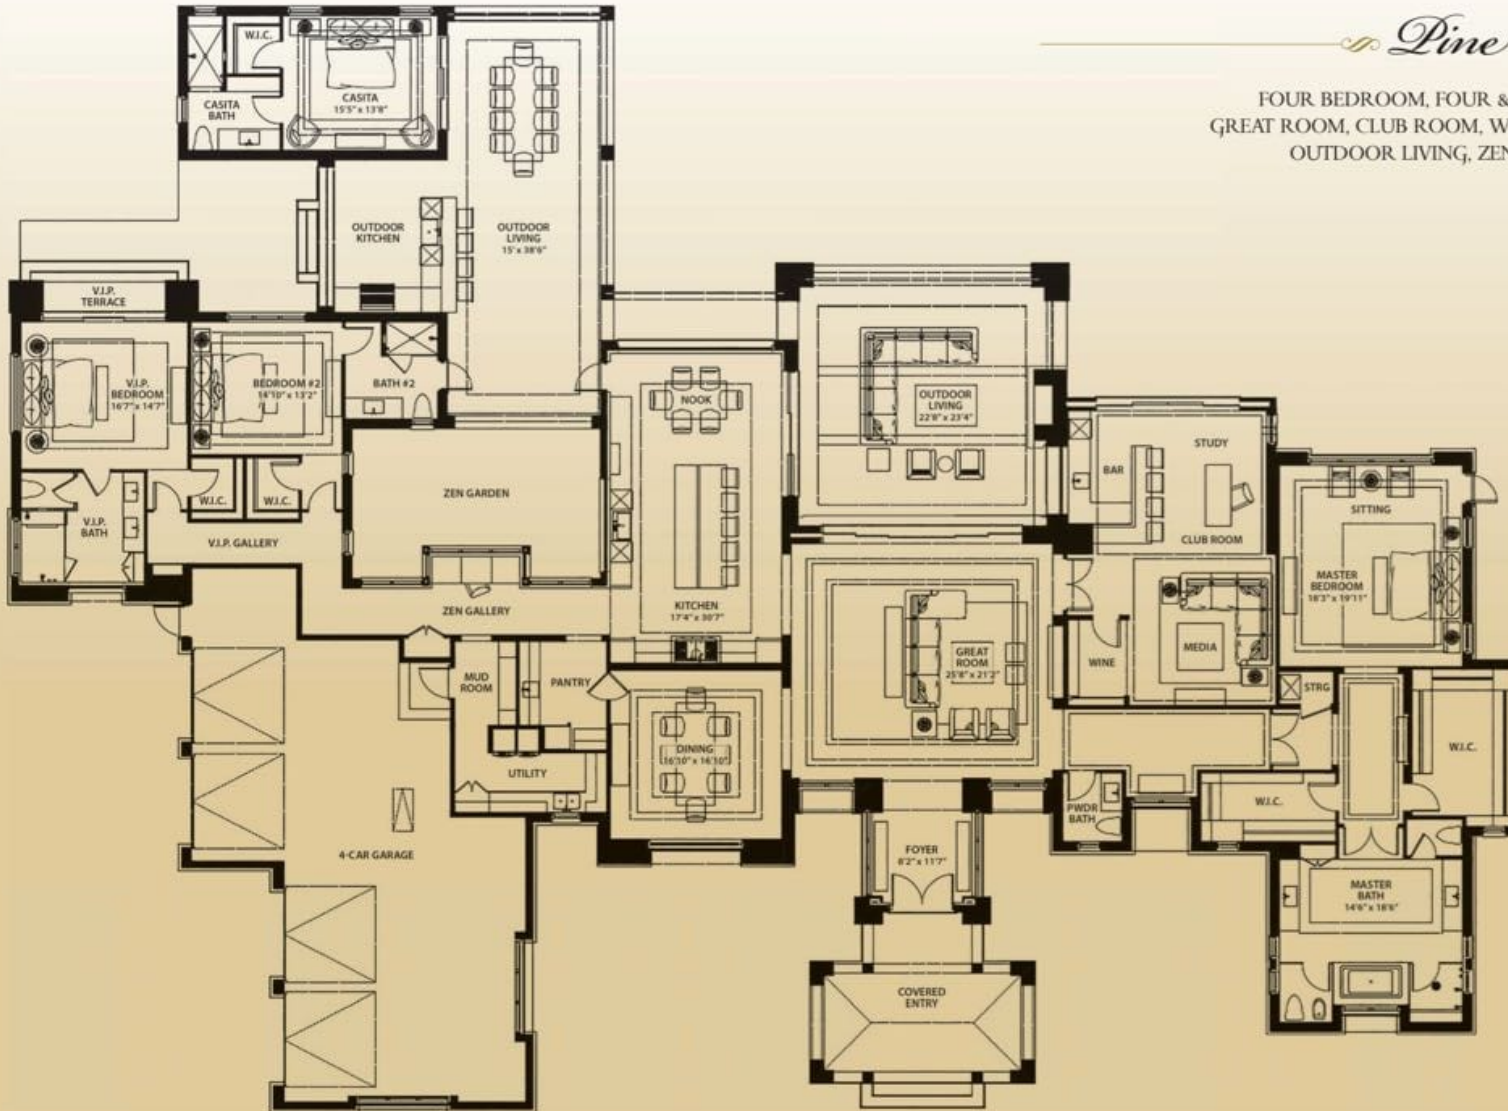 Pine
FOUR BEDROOM, FOUR &
GREAT ROOM, CLUB ROOM, W
OUTDOOR LIVING, ZEN
W.I.C.
CASITA
15'5" x 13'8"
CASITA
BATH
OUTDOOR
KITCHEN
OUTDOOR
LIVING
15' x 38'6"
V.I.P.
TERRACE
V.I.P.
BEDROOM
16'7" x 14'7"
BEDROOM #2
14'10" x 13'2"
BATH #2
NOOK
OUTDOOR
LIVING
22'8" x 23'4"
BAR
STUDY
CLUB ROOM
SITTING
MASTER
BEDROOM
18'3" x 19'11"
W.I.C.
W.I.C.
V.I.P.
BATH
V.I.P. GALLERY
ZEN GARDEN
ZEN GALLERY
KITCHEN
17'4" x 30'7"
GREAT
ROOM
25'8" x 21'2"
WINE
MEDIA
STRG
MUD
ROOM
PANTRY
W.I.C.
DINING
16'10" x 16'10"
UTILITY
PWDR
BATH
W.I.C.
4-CAR GARAGE
FOYER
8'2" x 11'7"
MASTER
BATH
14'6" x 18'6"
COVERED
ENTRY